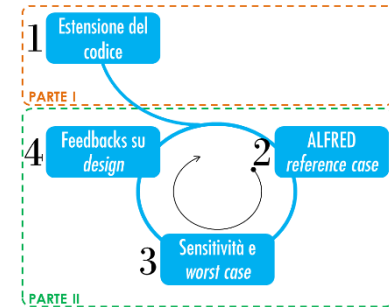 1
Estensione del
codice
PARTE I
4
Feedbacks su
design
2
ALFRED
reference case
3
Sensitività e
worst case
PARTE II